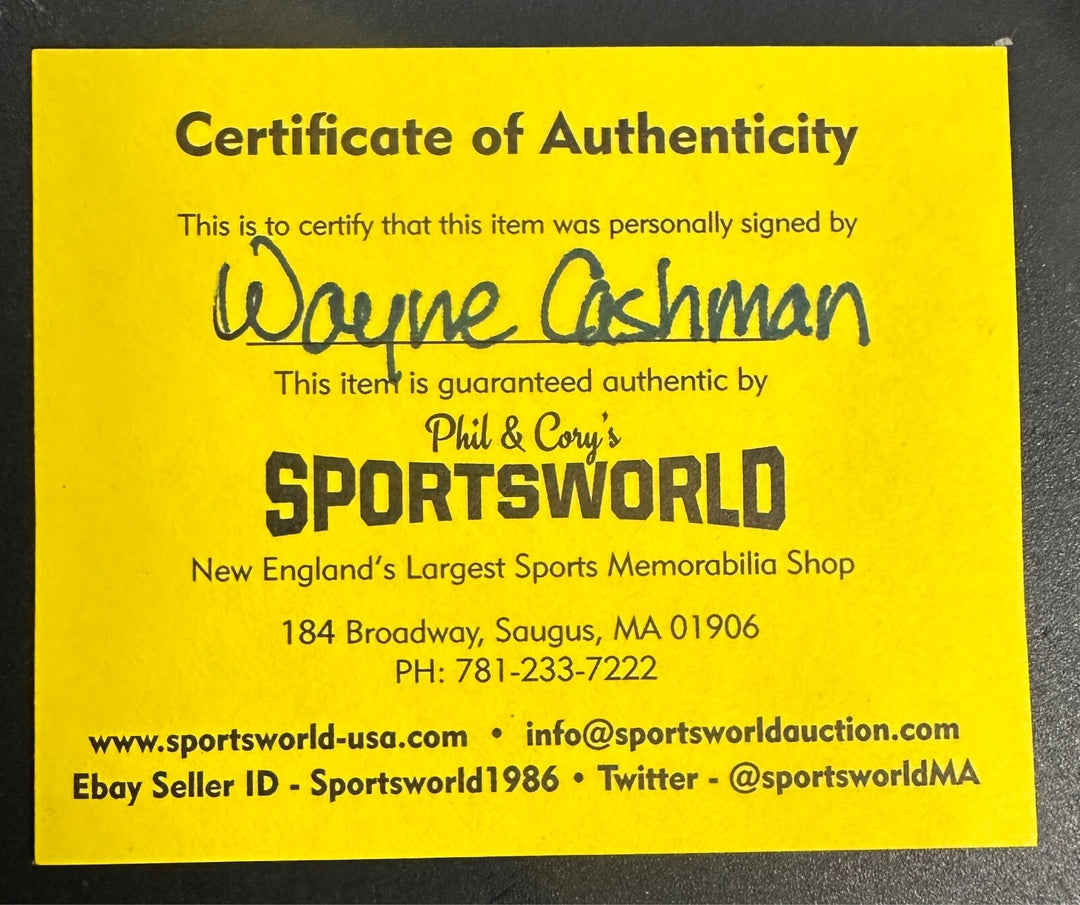 Certificate of Authenticity
This is to certify that this item was personally signed by
Wayne Cashman
This item is guaranteed authentic by
Phil & Cory's
SPORTSWORLD
New England's Largest Sports Memorabilia Shop
184 Broadway, Saugus, MA 01906
PH: 781-233-7222
www.sportsworld-usa.com • info@sportsworldauction.com
Ebay Seller ID - Sportsworld1986 • Twitter - @sportsworldMA